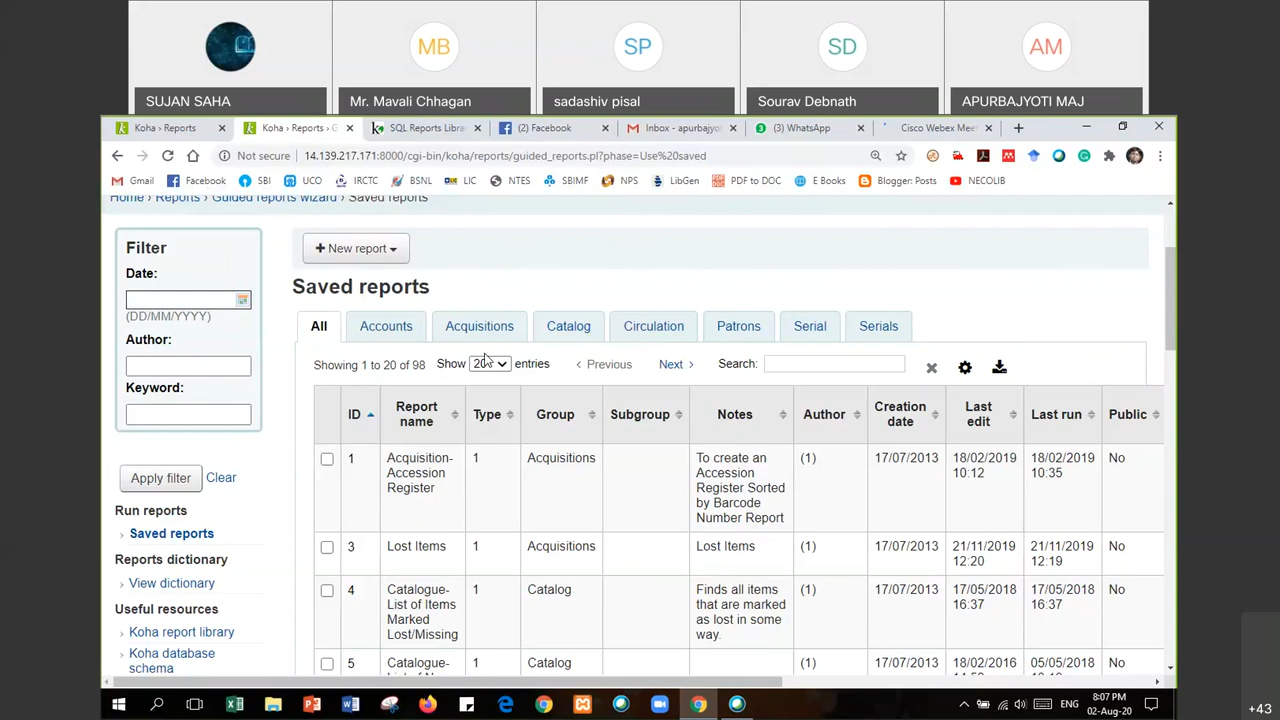 MB
SP
SD
AM
SUJAN SAHA
Mr. Mavali Chhagan
sadashiv pisal
Sourav Debnath
APURBAJYOTI MAJ
Koha › Reports
Koha › Reports › G
SQL Reports Libra
(2) Facebook
Inbox - apurbajyo
(3) WhatsApp
Cisco Webex Mee
Not secure
14.139.217.171:8000/cgi-bin/koha/reports/guided_reports.pl?phase=Use%20saved
Gmail
Facebook
SBI
UCO
IRCTC
BSNL
LIC
NTES
SBIMF
NPS
LibGen
PDF to DOC
E Books
Blogger: Posts
NECOLIB
Home › Reports › Guided reports wizard › Saved reports
Filter
Date:
(DD/MM/YYYY)
Author:
Keyword:
Apply filter
Clear
Run reports
Saved reports
Reports dictionary
View dictionary
Useful resources
Koha report library
Koha database
schema
+ New report
Saved reports
All
Accounts
Acquisitions
Catalog
Circulation
Patrons
Serial
Serials
Showing 1 to 20 of 98
Show 20 entries
Previous
Next
Search:
ID
Report
name
Type
Group
Subgroup
Notes
Author
Creation
date
Last
edit
Last run
Public
1
Acquisition-
Accession
Register
1
Acquisitions
To create an
Accession
Register Sorted
by Barcode
Number Report
(1)
17/07/2013
18/02/2019
10:12
18/02/2019
10:35
No
3
Lost Items
1
Acquisitions
Lost Items
(1)
17/07/2013
21/11/2019
12:20
21/11/2019
12:19
No
4
Catalogue-
List of Items
Marked
Lost/Missing
1
Catalog
Finds all items
that are marked
as lost in some
way.
(1)
17/07/2013
17/05/2018
16:37
17/05/2018
16:37
No
5
Catalogue-
1
Catalog
(1)
17/07/2013
18/02/2016
05/05/2018
No
ENG
8:07 PM
02-Aug-20
+43